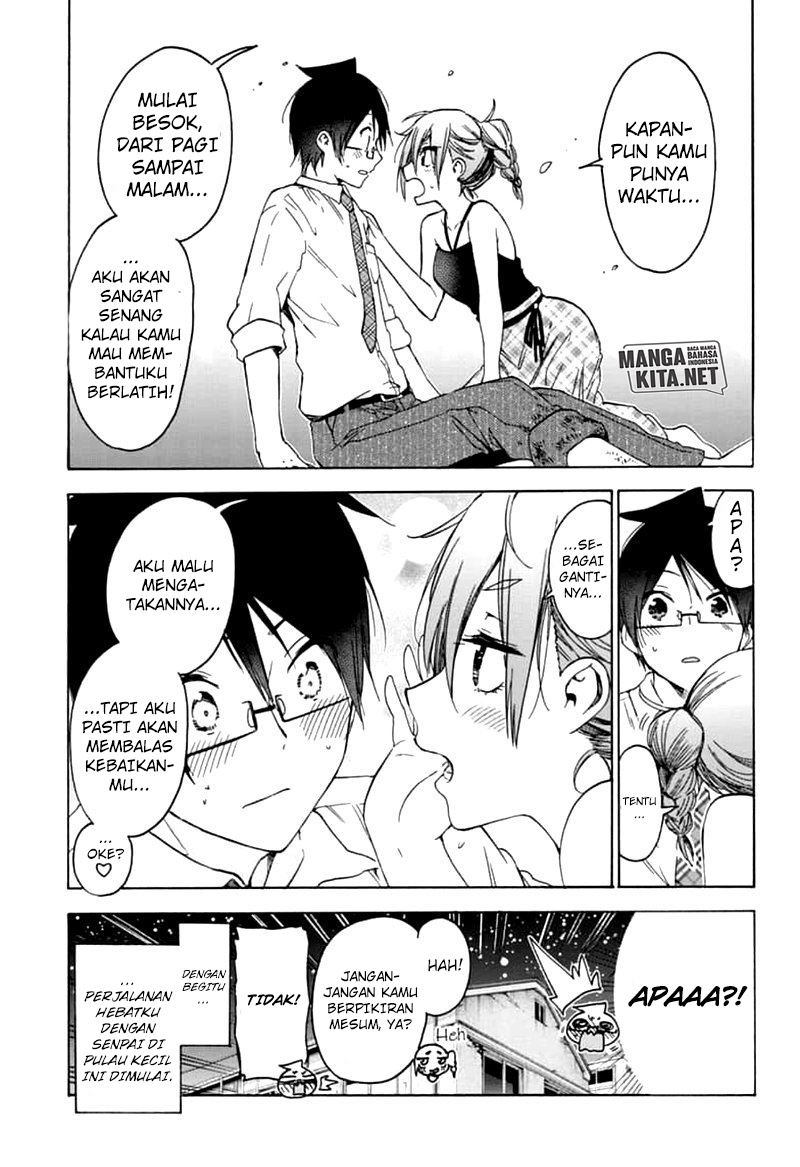 KAPAN-
PUN KAMU
PUNYA
WAKTU...
MULAI
BESOK,
DARI PAGI
SAMPAI
MALAM...
...
AKU AKAN
SANGAT
SENANG
KALAU KAMU
MAU MEM-
BANTUKU
BERLATIH!
MANGA
KITA.NET
BACA MANGA
BAHASA
INDONESIA
APA?
TENTU
...
...SE-
BAGAI
GANTI-
NYA...
AKU MALU
MENGA-
TAKANNYA...
...TAPI AKU
PASTI AKAN
MEMBALAS
KEBAIKAN-
MU...
...
OKE?
♡
APAAA?!
HAH!
JANGAN-
JANGAN KAMU
BERPIKIRAN
MESUM, YA?
Heh
TIDAK!
DENGAN
BEGITU
...
...
PERJALANAN
HEBATKU
DENGAN
SENPAI DI
PULAU KECIL
INI DIMULAI.